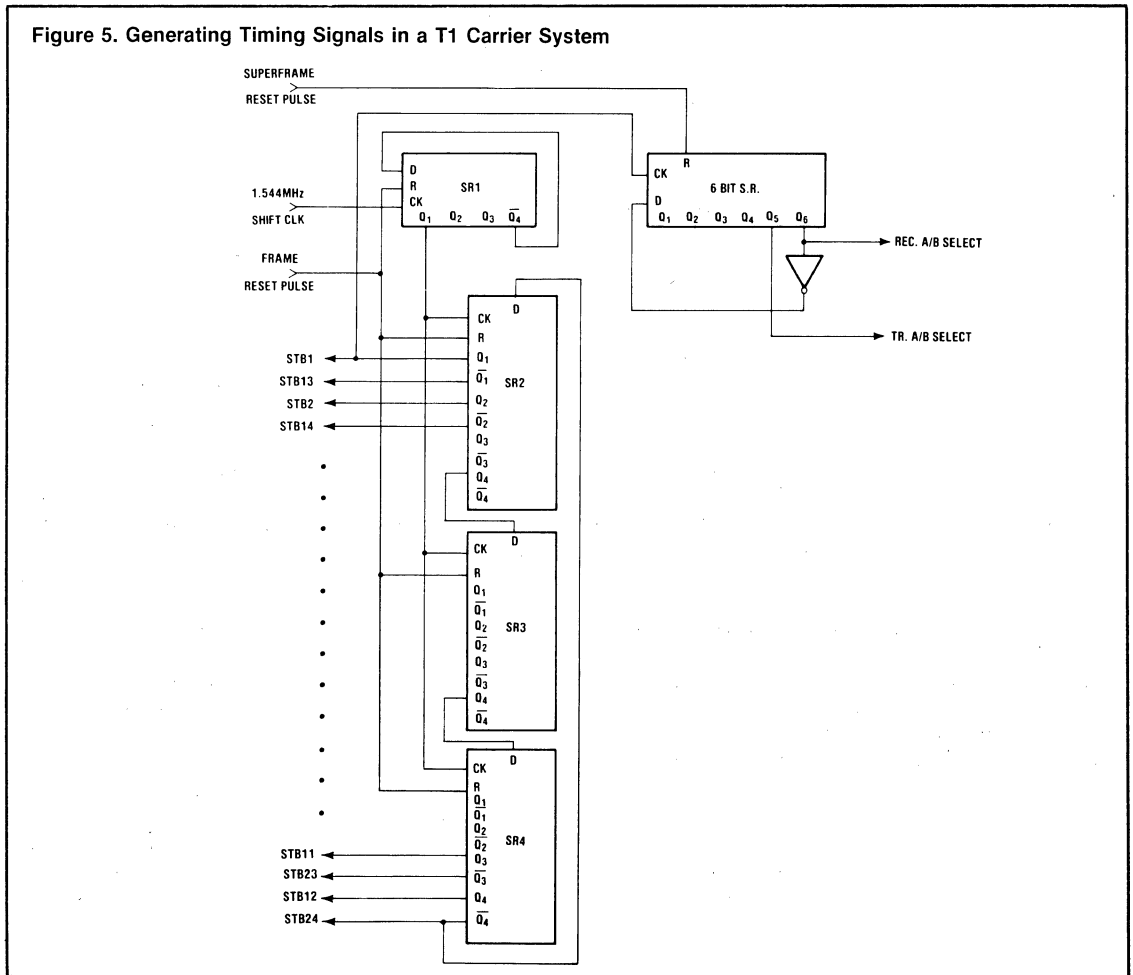 Figure 5. Generating Timing Signals in a T1 Carrier System
SUPERFRAME
RESET PULSE
1.544MHz
SHIFT CLK
FRAME
RESET PULSE
D
R
CK
SR1
Q1 Q2 Q3 Q̅4
R
CK
D
6 BIT S.R.
Q1 Q2 Q3 Q4 Q5 Q6
REC. A/B SELECT
TR. A/B SELECT
D
CK
R
STB1 Q1
STB13 Q̅1
SR2
STB2 Q2
STB14 Q̅2
Q3
Q̅3
Q4
Q̅4
D
CK
R
Q1
Q̅1
Q2
SR3
Q̅2
Q3
Q̅3
Q4
Q̅4
D
CK
R
Q1
Q̅1
Q2
SR4
Q̅2
STB11 Q3
STB23 Q̅3
STB12 Q4
STB24 Q̅4